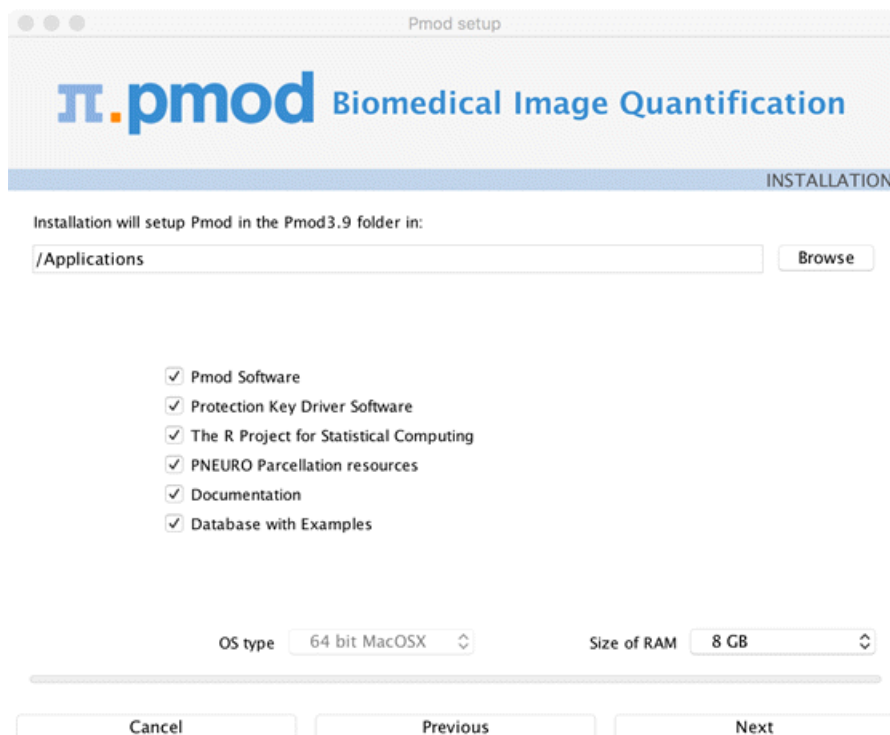 Pmod setup
π.pmod Biomedical Image Quantification
INSTALLATION
Installation will setup Pmod in the Pmod3.9 folder in:
/Applications Browse
Pmod Software
Protection Key Driver Software
The R Project for Statistical Computing
PNEURO Parcellation resources
Documentation
Database with Examples
OS type 64 bit MacOSX Size of RAM 8 GB
Cancel Previous Next